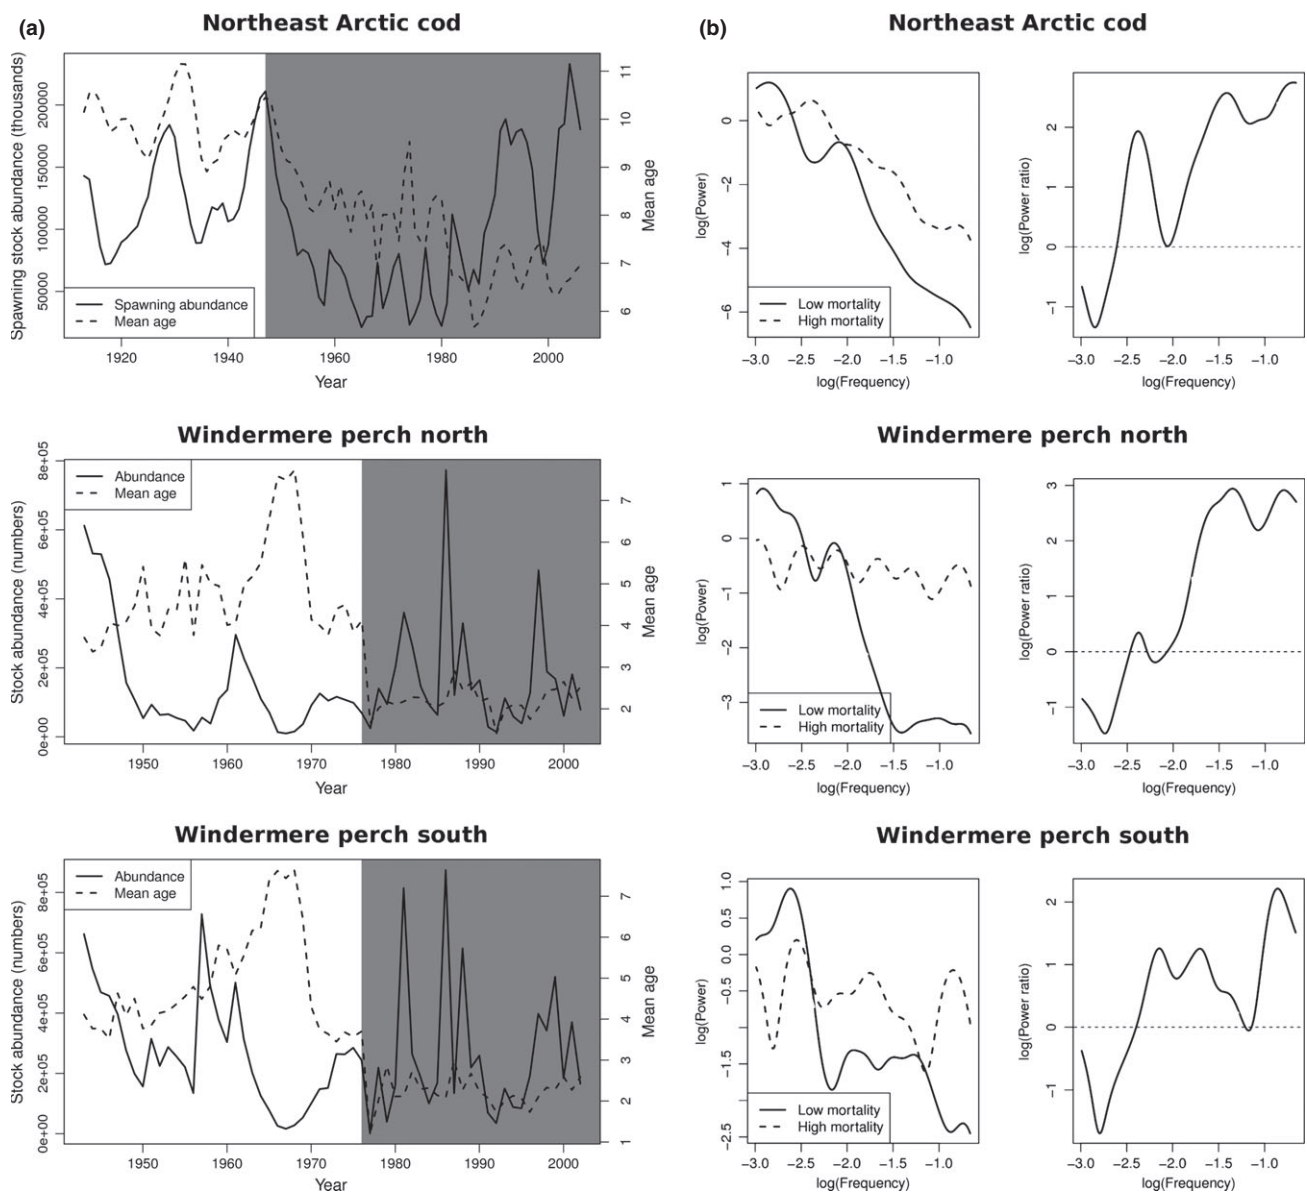 (a)
Northeast Arctic cod
Spawning stock abundance (thousands)
200000
150000
100000
50000
11
10
9
8
7
6
Mean age
Spawning abundance
Mean age
1920 1940 1960 1980 2000
Year
Windermere perch north
Stock abundance (numbers)
8e+05
6e+05
4e+05
2e+05
0e+00
7
6
5
4
3
2
Mean age
Abundance
Mean age
1950 1960 1970 1980 1990 2000
Year
Windermere perch south
Stock abundance (numbers)
8e+05
6e+05
4e+05
2e+05
0e+00
7
6
5
4
3
2
1
Mean age
Abundance
Mean age
1950 1960 1970 1980 1990 2000
Year
(b)
Northeast Arctic cod
log(Power)
0
−2
−4
−6
Low mortality
High mortality
−3.0 −2.5 −2.0 −1.5 −1.0
log(Frequency)
log(Power ratio)
2
1
0
−1
−3.0 −2.5 −2.0 −1.5 −1.0
log(Frequency)
Windermere perch north
log(Power)
1
0
−1
−2
−3
Low mortality
High mortality
−3.0 −2.5 −2.0 −1.5 −1.0
log(Frequency)
log(Power ratio)
3
2
1
0
−1
−3.0 −2.5 −2.0 −1.5 −1.0
log(Frequency)
Windermere perch south
log(Power)
1.0
0.5
0.0
−0.5
−1.5
−2.5
Low mortality
High mortality
−3.0 −2.5 −2.0 −1.5 −1.0
log(Frequency)
log(Power ratio)
2
1
0
−1
−3.0 −2.5 −2.0 −1.5 −1.0
log(Frequency)